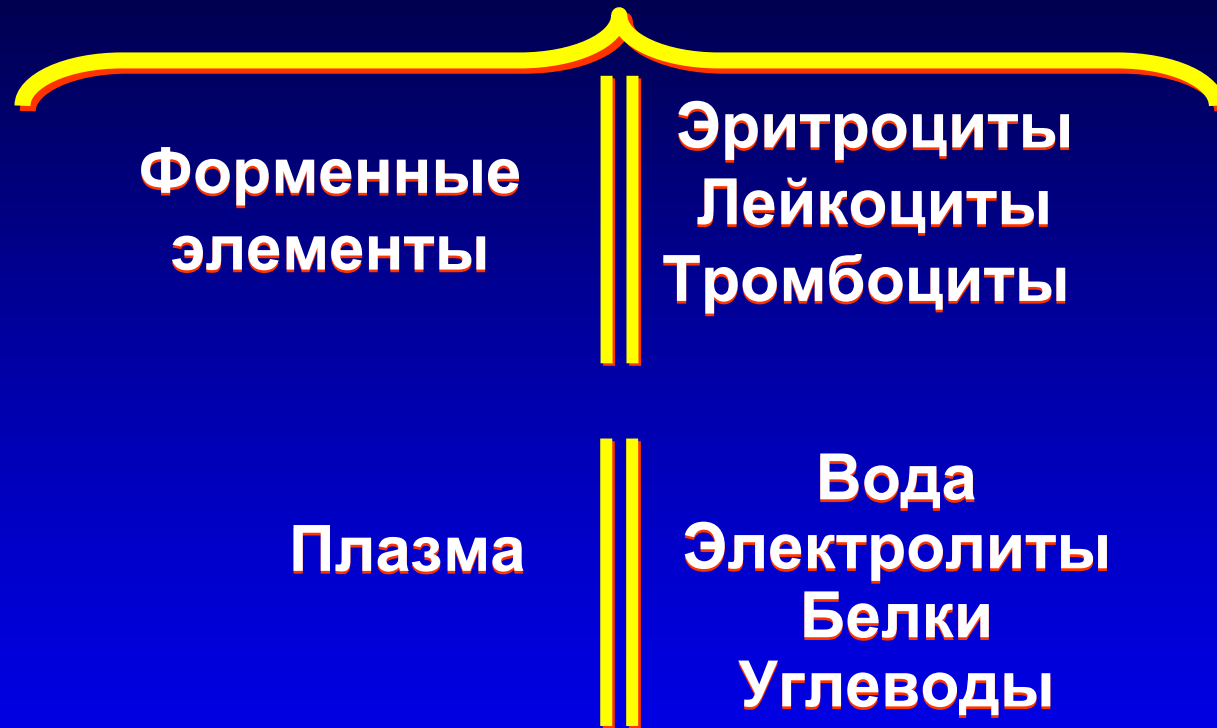 Форменные
элементы
Эритроциты
Лейкоциты
Тромбоциты
Плазма
Вода
Электролиты
Белки
Углеводы